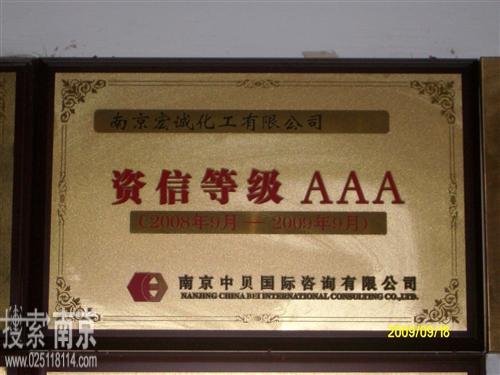 南京宏诚化工有限公司
资信等级 AAA
(2008年9月 — 2009年9月)
南京中贝国际咨询有限公司
NANJING CHINA BEI INTERNATIONAL CONSULTING CO.,LTD.
2009/09/16
搜索南京
www.025118114.com